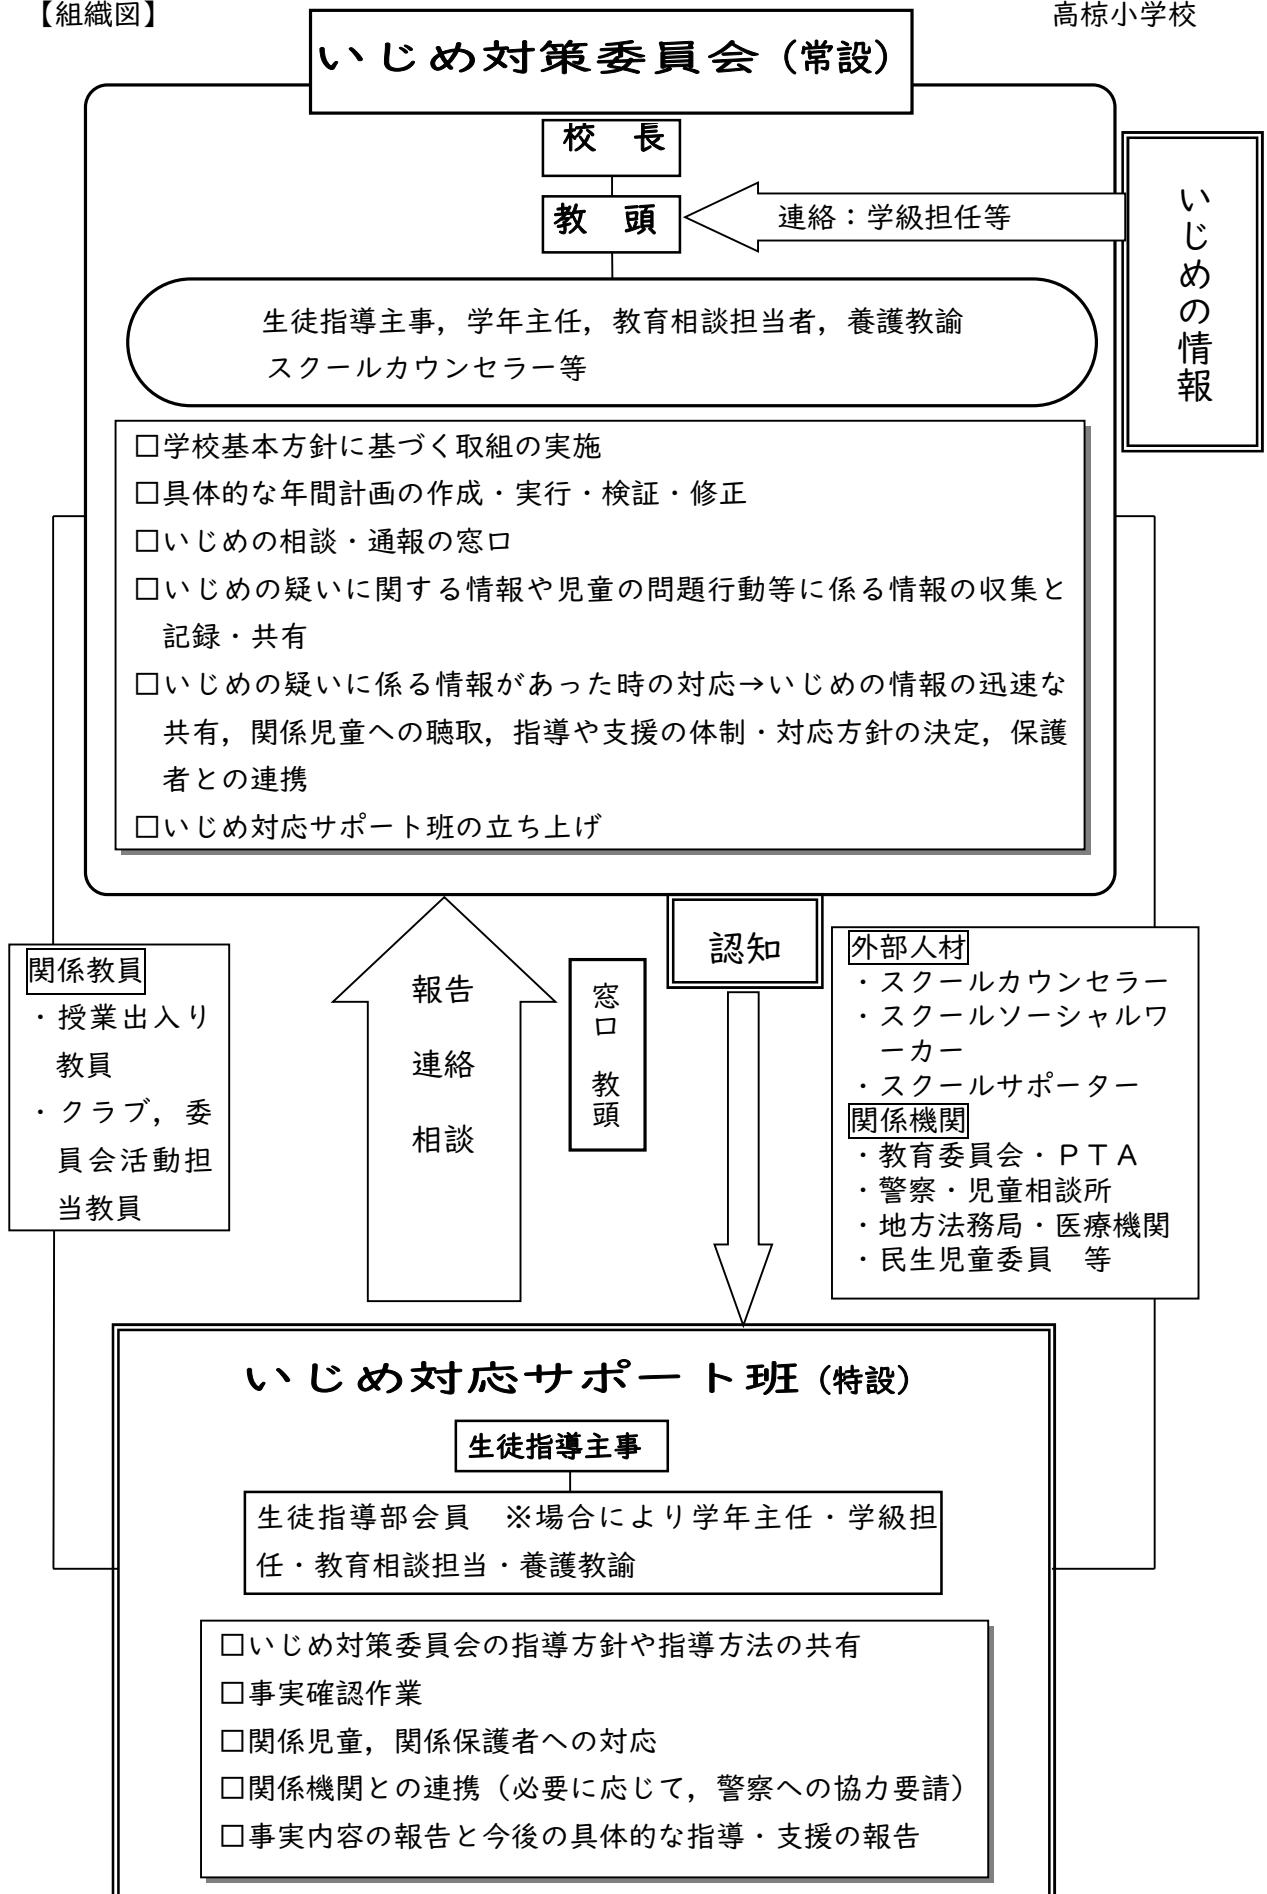 【組織図】
高椋小学校
いじめ対策委員会（常設）
校　長
教　頭
連絡：学級担任等
いじめの情報
生徒指導主事，学年主任，教育相談担当者，養護教諭
スクールカウンセラー等
□学校基本方針に基づく取組の実施
□具体的な年間計画の作成・実行・検証・修正
□いじめの相談・通報の窓口
□いじめの疑いに関する情報や児童の問題行動等に係る情報の収集と
記録・共有
□いじめの疑いに係る情報があった時の対応→いじめの情報の迅速な
共有，関係児童への聴取，指導や支援の体制・対応方針の決定，保護
者との連携
□いじめ対応サポート班の立ち上げ
関係教員
・授業出入り
教員
・クラブ，委
員会活動担
当教員
報告
連絡
相談
窓口　教頭
認知
外部人材
・スクールカウンセラー
・スクールソーシャルワ
ーカー
・スクールサポーター
関係機関
・教育委員会・ＰＴＡ
・警察・児童相談所
・地方法務局・医療機関
・民生児童委員　等
いじめ対応サポート班（特設）
生徒指導主事
生徒指導部会員　※場合により学年主任・学級担
任・教育相談担当・養護教諭
□いじめ対策委員会の指導方針や指導方法の共有
□事実確認作業
□関係児童，関係保護者への対応
□関係機関との連携（必要に応じて，警察への協力要請）
□事実内容の報告と今後の具体的な指導・支援の報告